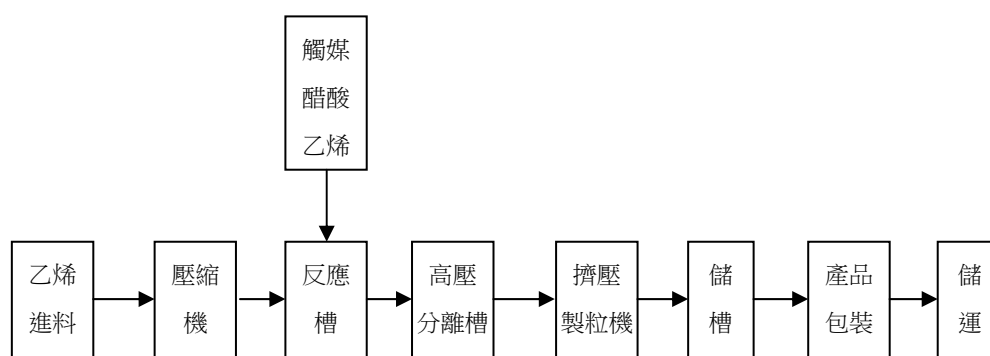 觸媒
醋酸
乙烯
乙烯
進料
壓縮
機
反應
槽
高壓
分離槽
擠壓
製粒機
儲
槽
產品
包裝
儲
運